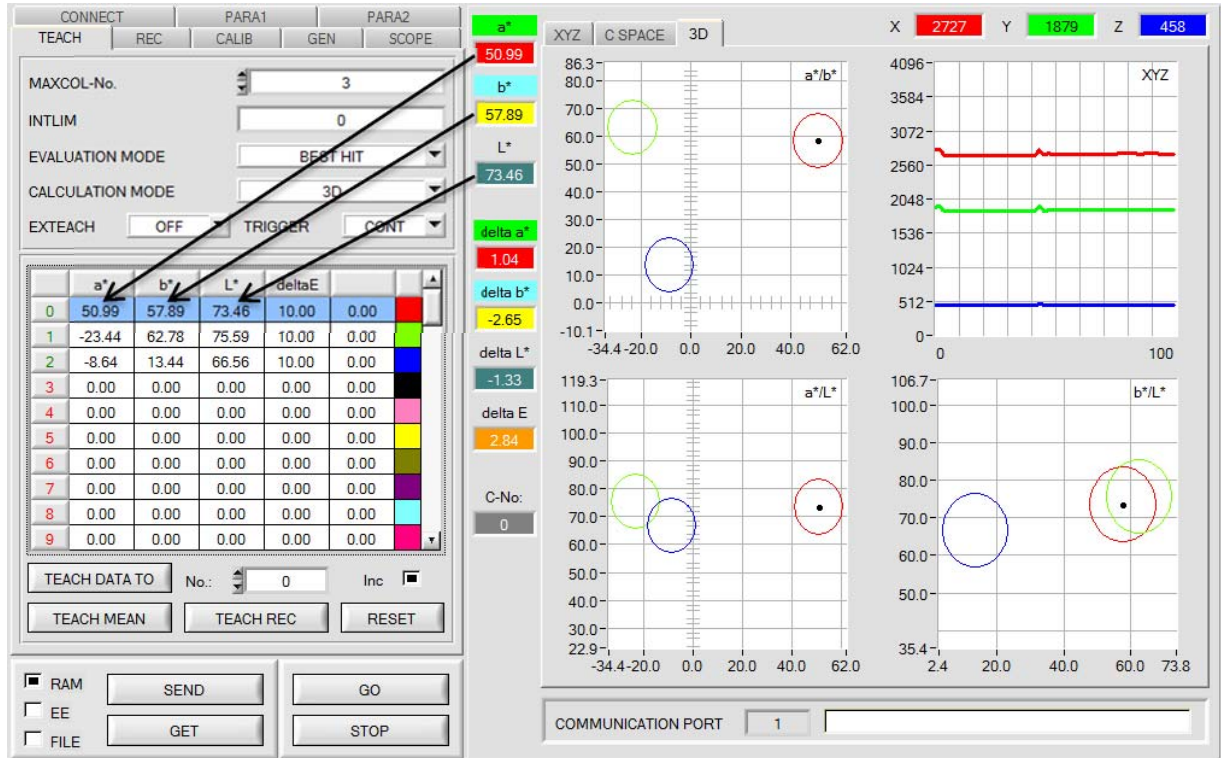 CONNECT PARA1 PARA2
TEACH REC CALIB GEN SCOPE
MAXCOL-No. 3
INTLIM 0
EVALUATION MODE BEST HIT
CALCULATION MODE 3D
EXTEACH OFF TRIGGER CONT
a* b* L* deltaE
0 50.99 57.89 73.46 10.00 0.00
1 -23.44 62.78 75.59 10.00 0.00
2 -8.64 13.44 66.56 10.00 0.00
3 0.00 0.00 0.00 0.00 0.00
4 0.00 0.00 0.00 0.00 0.00
5 0.00 0.00 0.00 0.00 0.00
6 0.00 0.00 0.00 0.00 0.00
7 0.00 0.00 0.00 0.00 0.00
8 0.00 0.00 0.00 0.00 0.00
9 0.00 0.00 0.00 0.00 0.00
TEACH DATA TO No.: 0 Inc
TEACH MEAN TEACH REC RESET
RAM SEND GO
EE
GET STOP
FILE
a*
50.99
b*
57.89
L*
73.46
delta a*
1.04
delta b*
-2.65
delta L*
-1.33
delta E
2.84
C-No:
0
XYZ C SPACE 3D
X 2727 Y 1879 Z 458
a*/b*
86.3
80.0
70.0
60.0
50.0
40.0
30.0
20.0
10.0
0.0
-10.1
-34.4 -20.0 0.0 20.0 40.0 62.0
XYZ
4096
3584
3072
2560
2048
1536
1024
512
0
0 100
a*/L*
119.3
110.0
100.0
90.0
80.0
70.0
60.0
50.0
40.0
30.0
22.9
-34.4 -20.0 0.0 20.0 40.0 62.0
b*/L*
106.7
100.0
90.0
80.0
70.0
60.0
50.0
35.4
2.4 20.0 40.0 60.0 73.8
COMMUNICATION PORT 1